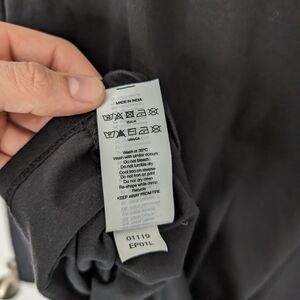 MADE IN INDIA
Wash at 30°C
Wash with similar colours
Do not bleach
Do not tumble dry
Cool iron on reverse
Do not iron on print
Do not dry clean
Re-shape while damp
Recycle
KEEP AWAY FROM FIRE
01119
EP01L